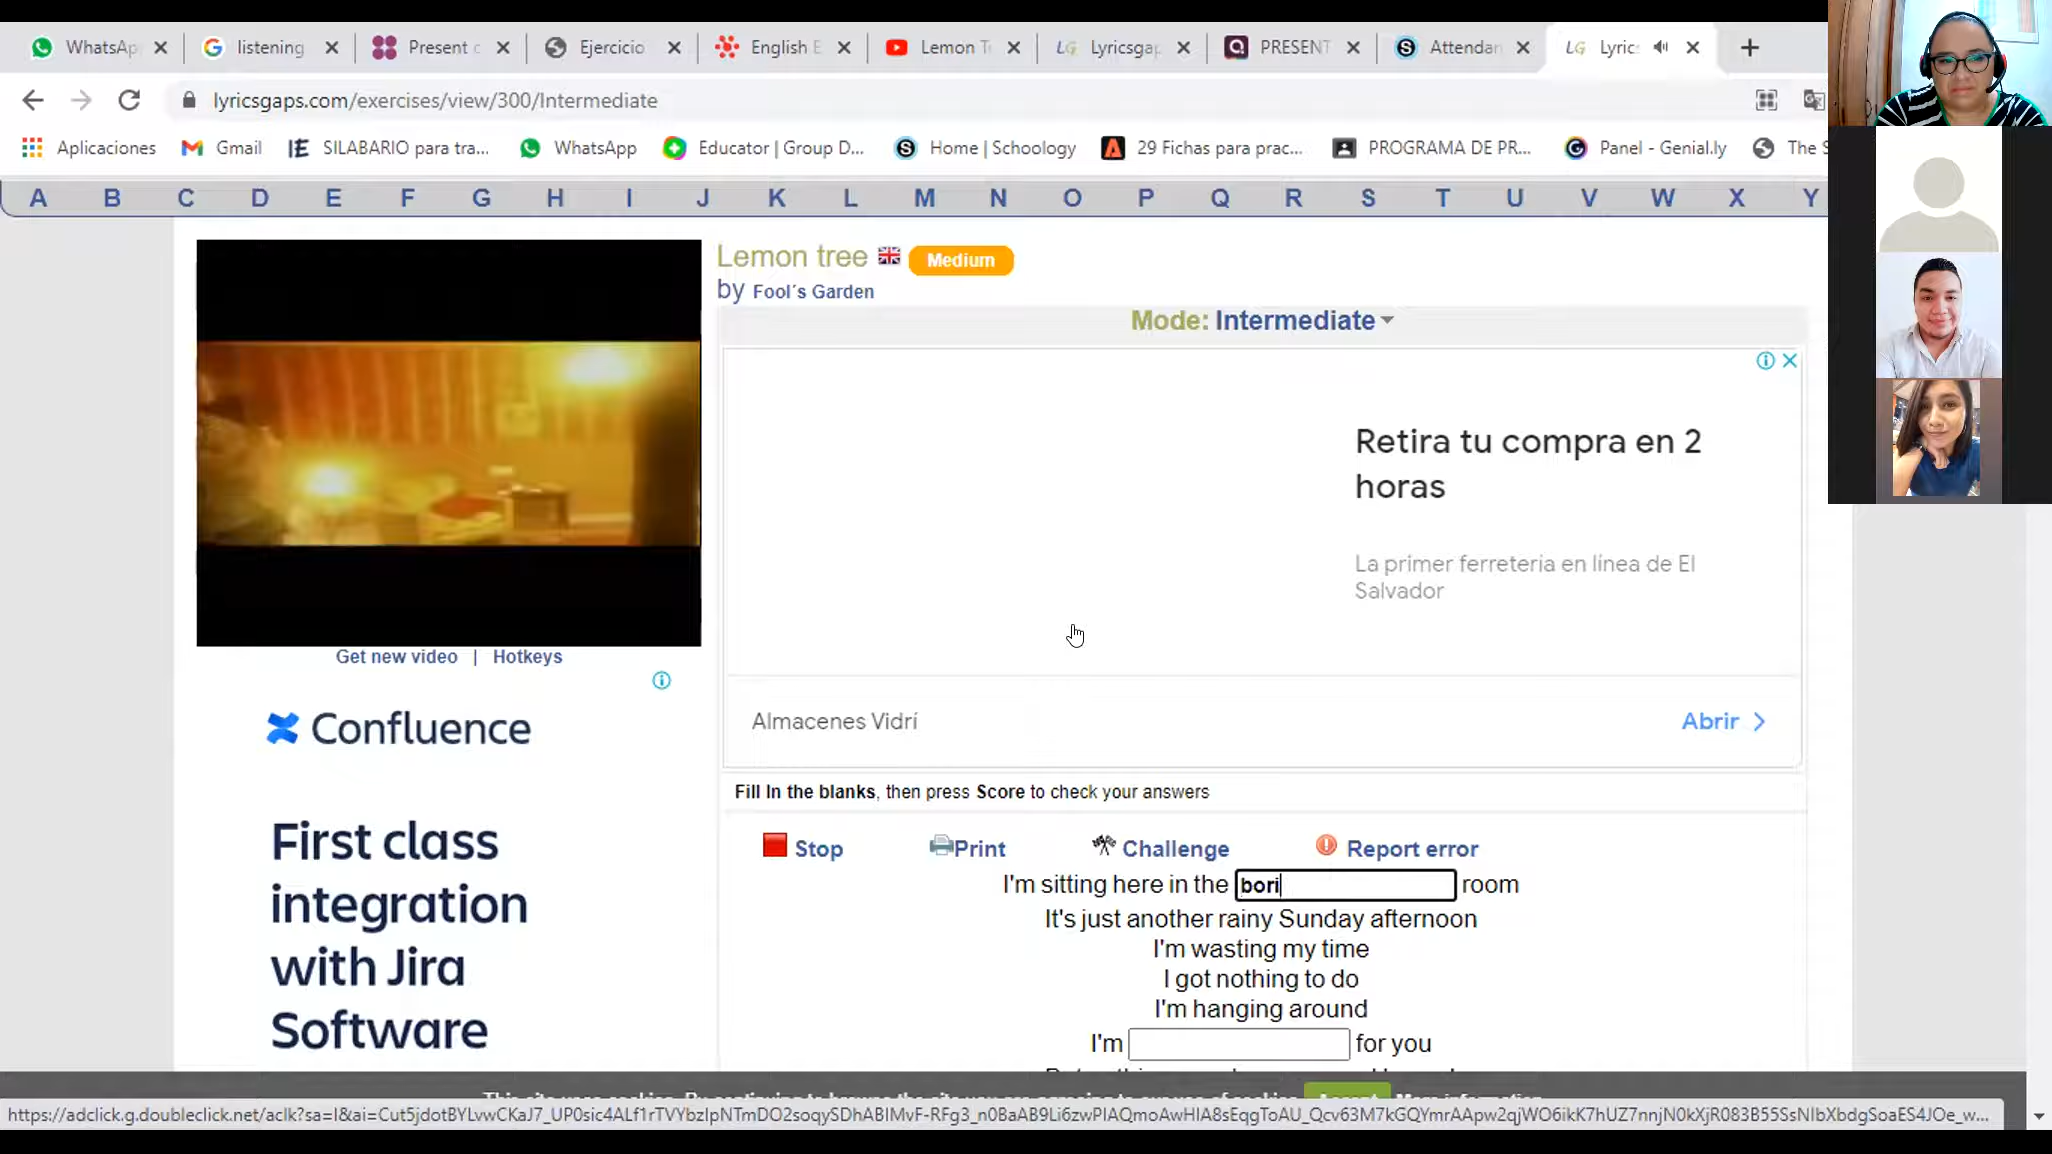 WhatsAp
listening
Present c
Ejercicio
English E
Lemon T
Lyricsgap
PRESENT
Attendan
Lyric
lyricsgaps.com/exercises/view/300/Intermediate
Aplicaciones
Gmail
SILABARIO para tra...
WhatsApp
Educator | Group D...
Home | Schoology
29 Fichas para prac...
PROGRAMA DE PR...
Panel - Genial.ly
The S
A B C D E F G H I J K L M N O P Q R S T U V W X Y
Lemon tree
Medium
by Fool´s Garden
Mode: Intermediate
Retira tu compra en 2
horas
La primer ferreteria en línea de El
Salvador
Almacenes Vidrí
Abrir
Get new video | Hotkeys
Confluence
First class
integration
with Jira
Software
Fill In the blanks, then press Score to check your answers
Stop
Print
Challenge
Report error
I'm sitting here in the bori room
It's just another rainy Sunday afternoon
I'm wasting my time
I got nothing to do
I'm hanging around
I'm for you